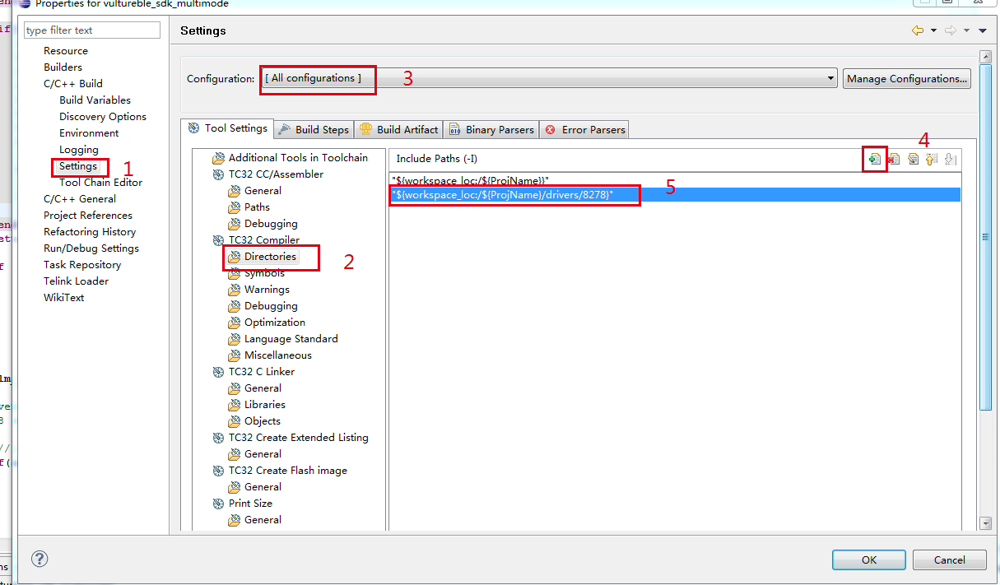 Properties for vultureble_sdk_multimode
type filter text
Resource
Builders
C/C++ Build
Build Variables
Discovery Options
Environment
Logging
Settings
1
Tool Chain Editor
C/C++ General
Project References
Refactoring History
Run/Debug Settings
Task Repository
Telink Loader
WikiText
Settings
Configuration:
[ All configurations ]
3
Manage Configurations...
Tool Settings
Build Steps
Build Artifact
Binary Parsers
Error Parsers
Additional Tools in Toolchain
TC32 CC/Assembler
General
Paths
Debugging
TC32 Compiler
Directories
2
Symbols
Warnings
Debugging
Optimization
Language Standard
Miscellaneous
TC32 C Linker
General
Libraries
Objects
TC32 Create Extended Listing
General
TC32 Create Flash image
General
Print Size
General
Include Paths (-I)
4
"${workspace_loc:/${ProjName}}"
"${workspace_loc:/${ProjName}/drivers/8278}"
5
OK
Cancel